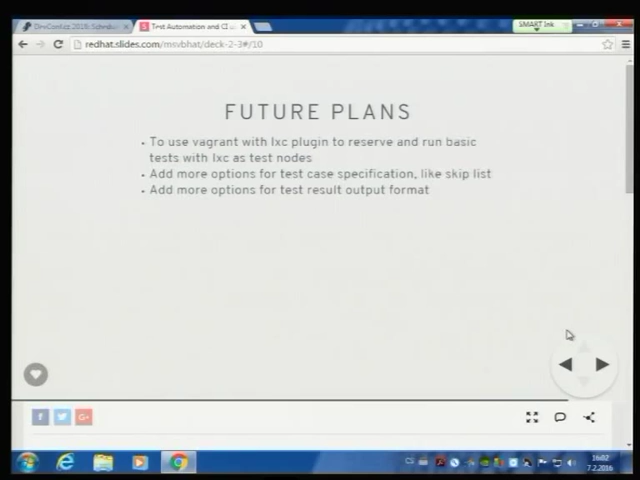 DevConf.cz 2016: Schedule
Test Automation and CI
SMART Ink
redhat.slides.com/msvbhat/deck-2-3#/10
FUTURE PLANS
• To use vagrant with lxc plugin to reserve and run basic
tests with lxc as test nodes
• Add more options for test case specification, like skip list
• Add more options for test result output format
f
G+
CS
16:02
7.2.2016